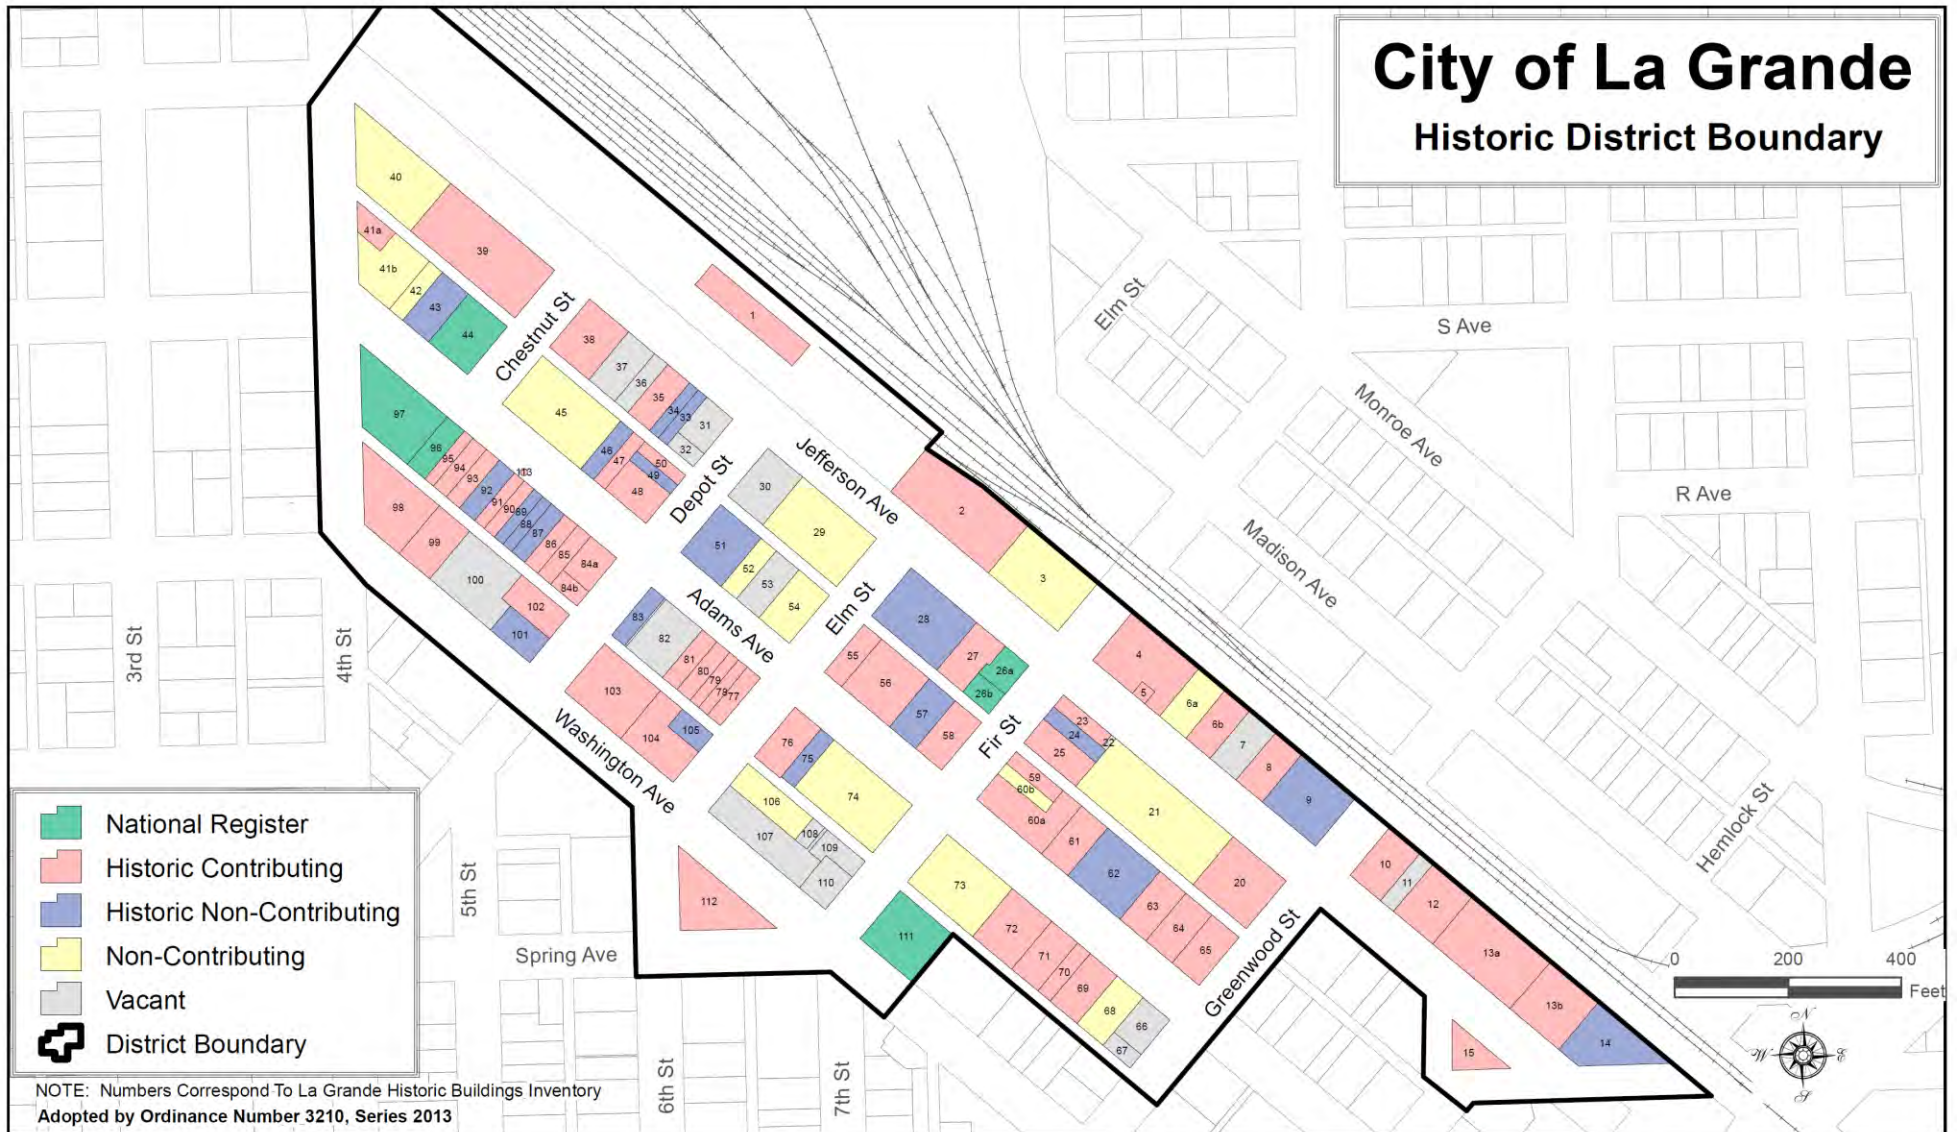 City of La Grande
Historic District Boundary
40
39
41a
41b
42
43
44
1
Chestnut St
38
37
36
35
34
33
31
32
45
46
47
50
49
48
Depot St
97
96
95
94
93
92
91
90
89
88
87
86
85
84a
84b
98
99
100
102
101
Jefferson Ave
30
29
51
52
53
54
2
3
Elm St
Elm St
S Ave
Monroe Ave
R Ave
Madison Ave
Hemlock St
Adams Ave
83
82
81
80
79
78
77
28
27
26a
26b
55
56
57
58
4
5
6a
6b
7
8
9
Fir St
23
24
22
25
21
20
59
60b
60a
61
62
63
64
65
103
104
105
Washington Ave
76
75
74
106
107
108
109
110
73
72
71
70
69
68
66
67
111
112
Greenwood St
10
11
12
13a
13b
14
15
3rd St
4th St
5th St
6th St
7th St
Spring Ave
National Register
Historic Contributing
Historic Non-Contributing
Non-Contributing
Vacant
District Boundary
NOTE: Numbers Correspond To La Grande Historic Buildings Inventory
Adopted by Ordinance Number 3210, Series 2013
0 200 400
Feet
N
W E
S